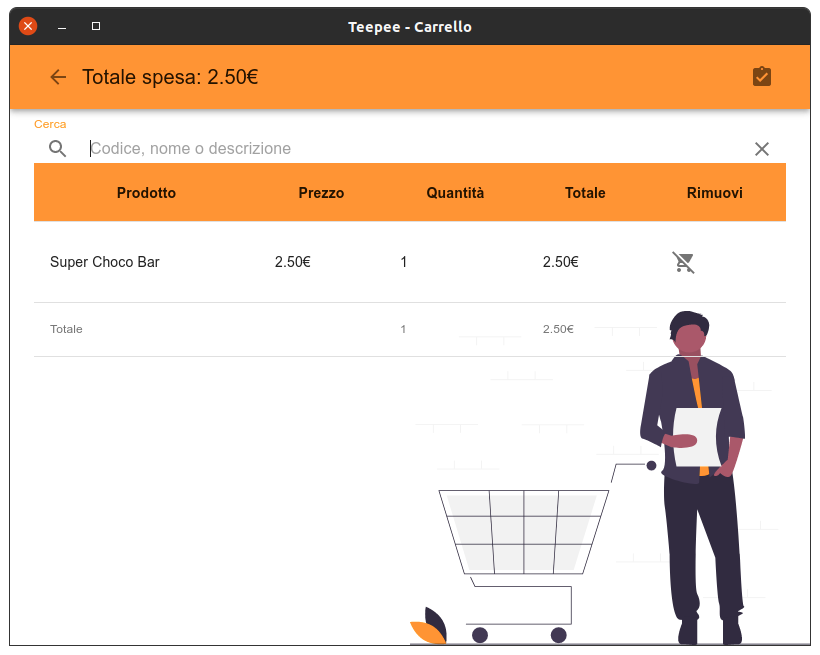 Teepee - Carrello
Totale spesa: 2.50€
Cerca
Codice, nome o descrizione
Prodotto Prezzo Quantità Totale Rimuovi
Super Choco Bar 2.50€ 1 2.50€
Totale 1 2.50€